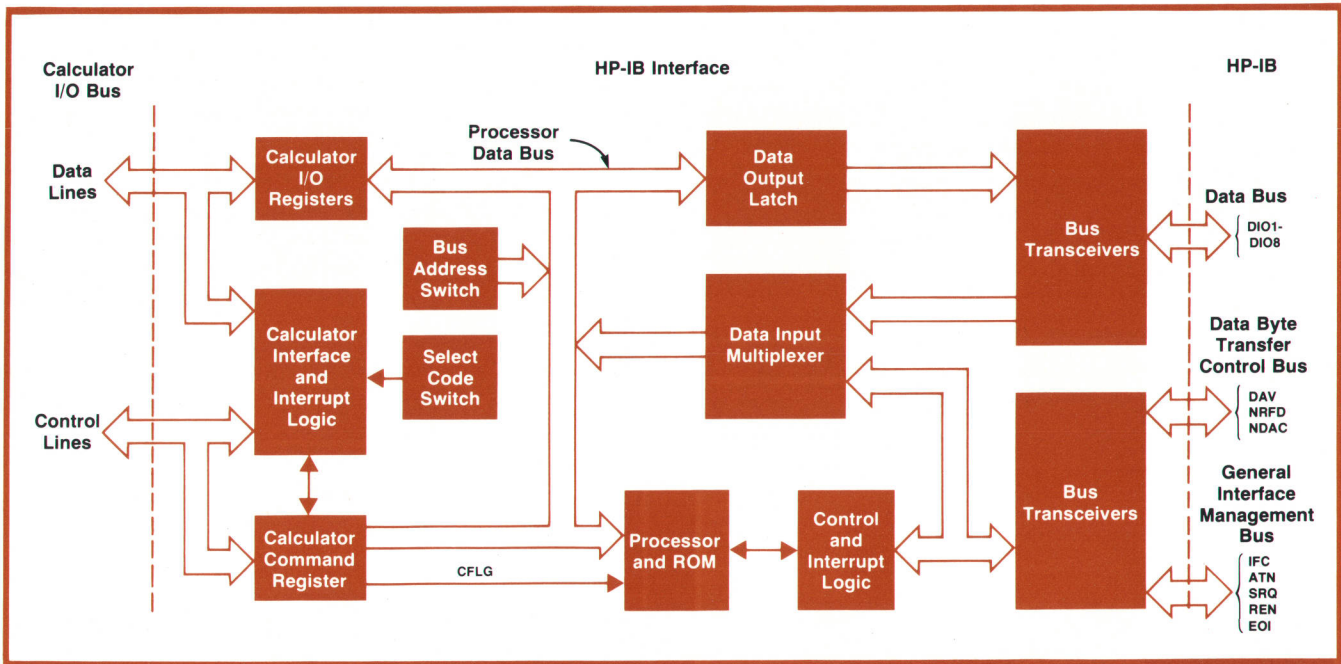 Calculator
I/O Bus
HP-IB Interface
HP-IB
Data
Lines
Calculator
I/O
Registers
Processor
Data Bus
Data
Output
Latch
Bus
Transceivers
Data Bus
DIO1-
DIO8
Bus
Address
Switch
Calculator
Interface
and
Interrupt
Logic
Select
Code
Switch
Data Input
Multiplexer
Data Byte
Transfer
Control Bus
DAV
NRFD
NDAC
Control
Lines
Calculator
Command
Register
CFLG
Processor
and ROM
Control
and
Interrupt
Logic
Bus
Transceivers
General
Interface
Management
Bus
IFC
ATN
SRQ
REN
EOI